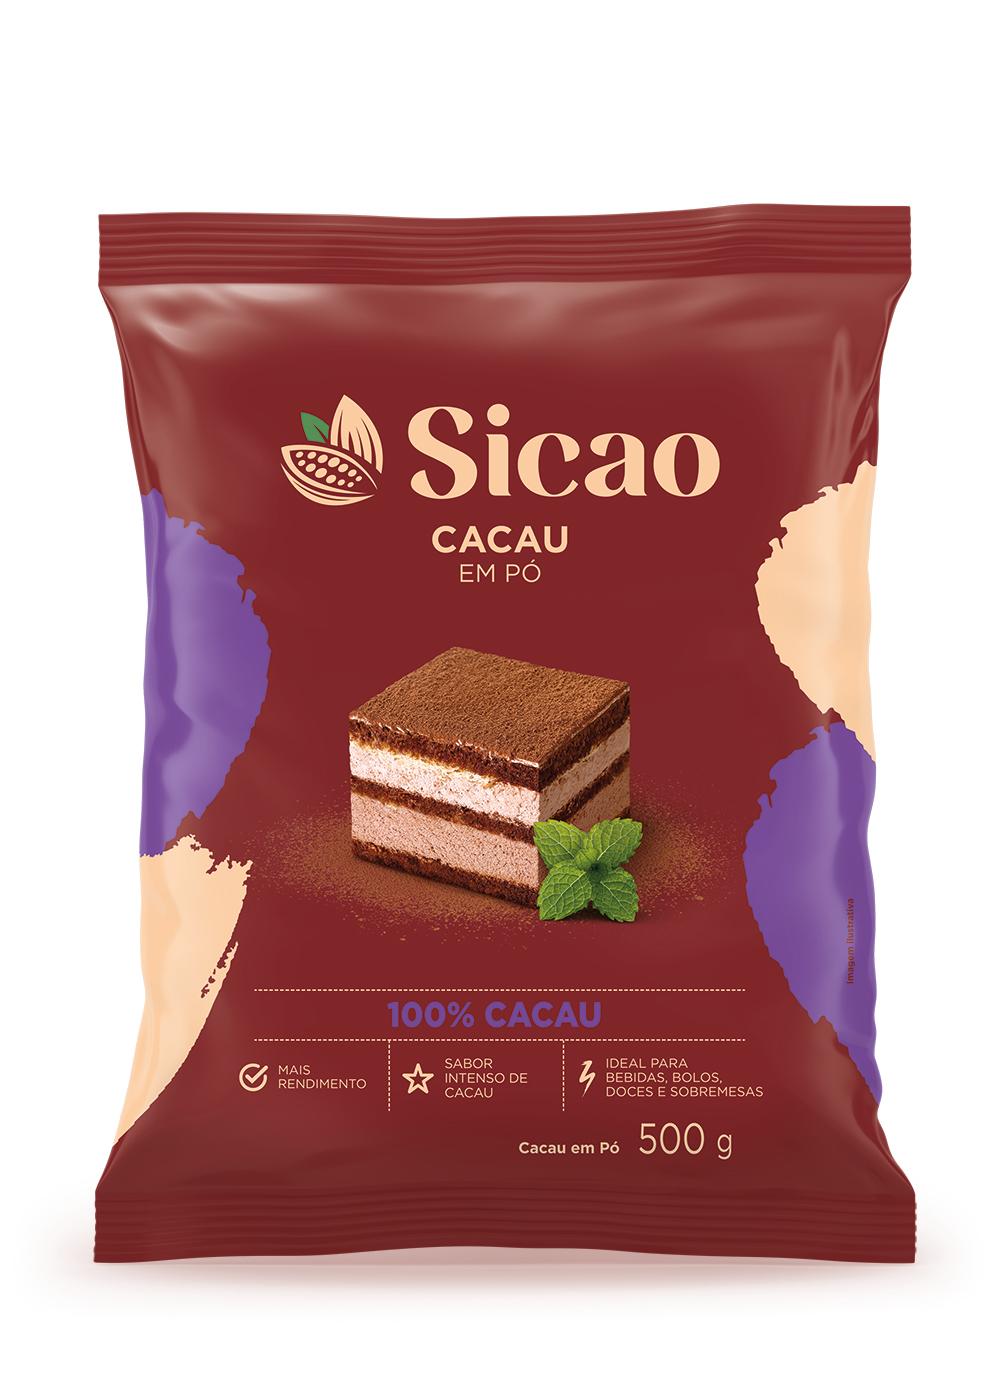 Sicao
CACAU
EM PÓ
Imagem ilustrativa
100% CACAU
MAIS
RENDIMENTO
SABOR
INTENSO DE
CACAU
IDEAL PARA
BEBIDAS, BOLOS,
DOCES E SOBREMESAS
Cacau em Pó 500 g